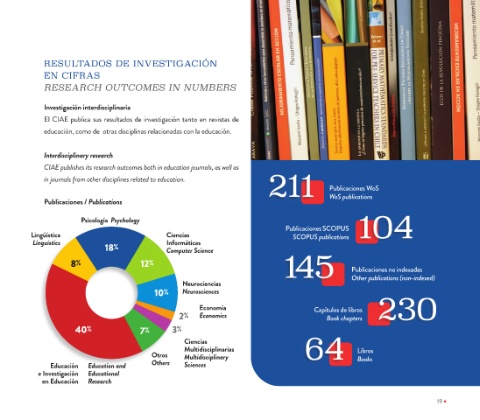 RESULTADOS DE INVESTIGACIÓN
EN CIFRAS
RESEARCH OUTCOMES IN NUMBERS
Investigación interdisciplinaria
El CIAE publica sus resultados de investigación tanto en revistas de
educación, como de otras disciplinas relacionadas con la educación.
Interdisciplinary research
CIAE publishes its research outcomes both in education journals, as well as
in journals from other disciplines related to education.
Publicaciones / Publications
Psicología Psychology
18%
Ciencias
Informáticas
Computer Science
12%
Neurociencias
Neurosciences
10%
Economía
Economics
2%
Ciencias
Multidisciplinarias
Multidisciplinary
Sciences
3%
Otros
Others
7%
Educación
e Investigación
en Educación
Education and
Educational
Research
40%
Lingüística
Linguistics
8%
211
Publicaciones WoS
WoS publications
Publicaciones SCOPUS
SCOPUS publications
104
145
Publicaciones no indexadas
Other publications (non-indexed)
Capítulos de libros
Book chapters
230
64
Libros
Books
19